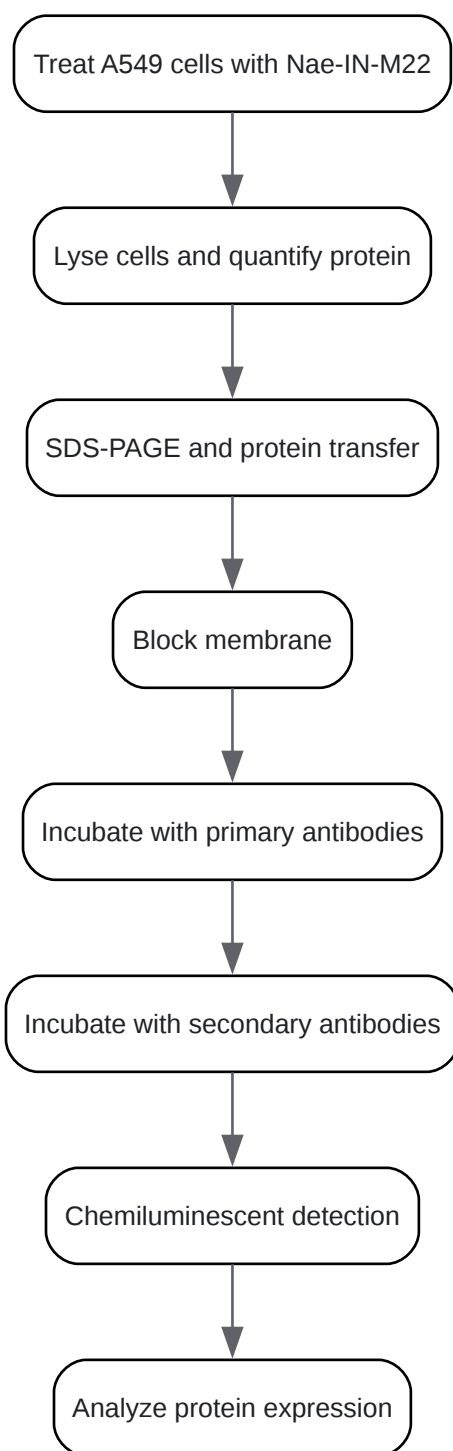 Treat A549 cells with Nae-IN-M22
Lyse cells and quantify protein
SDS-PAGE and protein transfer
Block membrane
Incubate with primary antibodies
Incubate with secondary antibodies
Chemiluminescent detection
Analyze protein expression